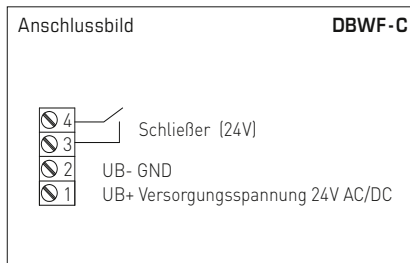 Anschlussbild DBWF-C
4
Schließer (24V)
3
2 UB- GND
1 UB+ Versorgungsspannung 24V AC/DC